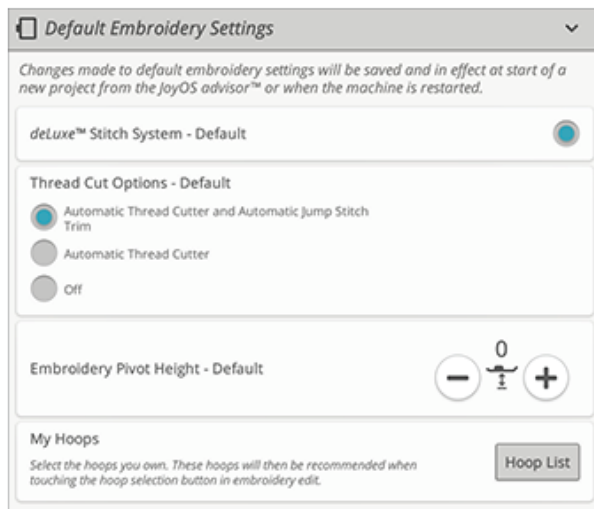 Default Embroidery Settings
Changes made to default embroidery settings will be saved and in effect at start of a
new project from the JoyOS advisor™ or when the machine is restarted.
deLuxe™ Stitch System - Default
Thread Cut Options - Default
Automatic Thread Cutter and Automatic Jump Stitch
Trim
Automatic Thread Cutter
Off
0
Embroidery Pivot Height - Default
My Hoops
Select the hoops you own. These hoops will then be recommended when
touching the hoop selection button in embroidery edit.
Hoop List